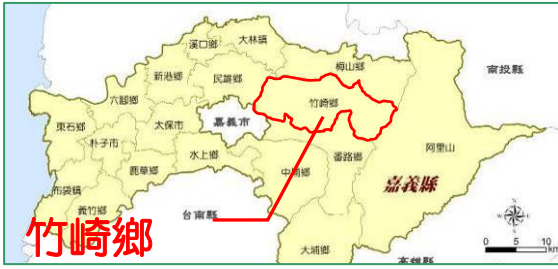 大林鎮
溪口鄉
梅山鄉
南投縣
新港鄉
民雄鄉
六腳鄉
竹崎鄉
東石鄉
太保市
嘉義市
朴子市
阿里山
水上鄉
番路鄉
鹿草鄉
中埔鄉
嘉義縣
布袋鎮
義竹鄉
台南縣
竹崎鄉
大埔鄉
N
W
E
S
0 5 10
km